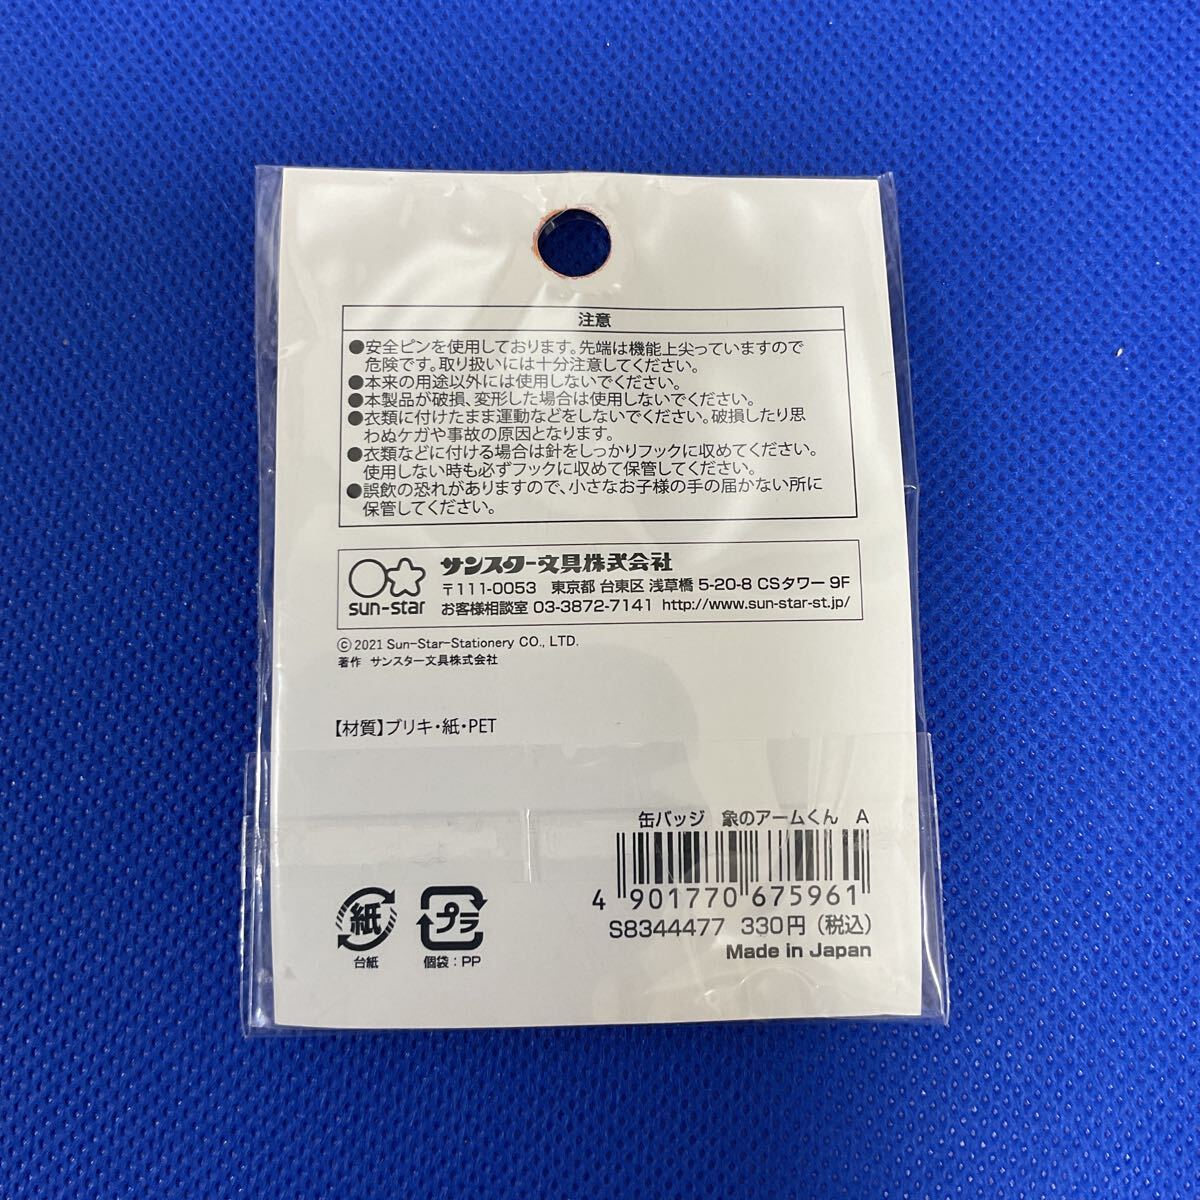 注意
●安全ピンを使用しております。先端は機能上尖っていますので
危険です。取り扱いには十分注意してください。
●本来の用途以外には使用しないでください。
●本製品が破損、変形した場合は使用しないでください。
●衣類に付けたまま運動などをしないでください。破損したり思
わぬケガや事故の原因となります。
●衣類などに付ける場合は針をしっかりフックに収めてください。
使用しない時も必ずフックに収めて保管してください。
●誤飲の恐れがありますので、小さなお子様の手の届かない所に
保管してください。
sun-star
サンスター文具株式会社
〒111-0053 東京都 台東区 浅草橋 5-20-8 CSタワー 9F
お客様相談室 03-3872-7141 http://www.sun-star-st.jp/
©2021 Sun-Star-Stationery CO., LTD.
著作 サンスター文具株式会社
【材質】ブリキ・紙・PET
缶バッジ 象のアームくん A
4 901770 675961
S8344477 330円（税込）
Made in Japan
紙
台紙
プラ
個袋：PP